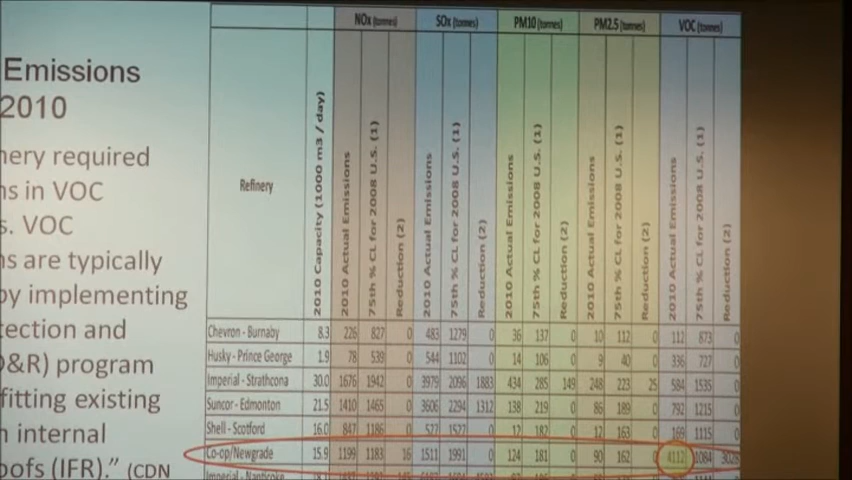 Emissions
2010
nery required
ns in VOC
s. VOC
ns are typically
by implementing
tection and
D&R) program
fitting existing
n internal
oofs (IFR)." (CDN
NOx (tonnes) SOx (tonnes) PM10 (tonnes) PM2.5 (tonnes) VOC (tonnes)
Refinery 2010 Capacity (1000 m3 / day) 2010 Actual Emissions 75th % CL for 2008 U.S. (1) Reduction (2) 2010 Actual Emissions 75th % CL for 2008 U.S. (1) Reduction (2) 2010 Actual Emissions 75th % CL for 2008 U.S. (1) Reduction (2) 2010 Actual Emissions 75th % CL for 2008 U.S. (1) Reduction (2) 2010 Actual Emissions 75th % CL for 2008 U.S. (1) Reduction (2)
Chevron - Burnaby 8.3 226 827 0 483 1279 0 36 137 0 10 112 0 112 873 0
Husky - Prince George 1.9 78 539 0 544 1102 0 14 106 0 9 40 0 336 727 0
Imperial - Strathcona 30.0 1676 1942 0 3979 2096 1883 434 285 149 248 223 25 584 1535 0
Suncor - Edmonton 21.5 1410 1465 0 3606 2294 1312 138 219 0 86 189 0 792 1215 0
Shell - Scotford 16.0 847 1186 0 577 1527 0 12 182 0 12 163 0 169 1115 0
Co-op/Newgrade 15.9 1199 1183 16 1511 1991 0 124 181 0 90 162 0 4112 1084 3028